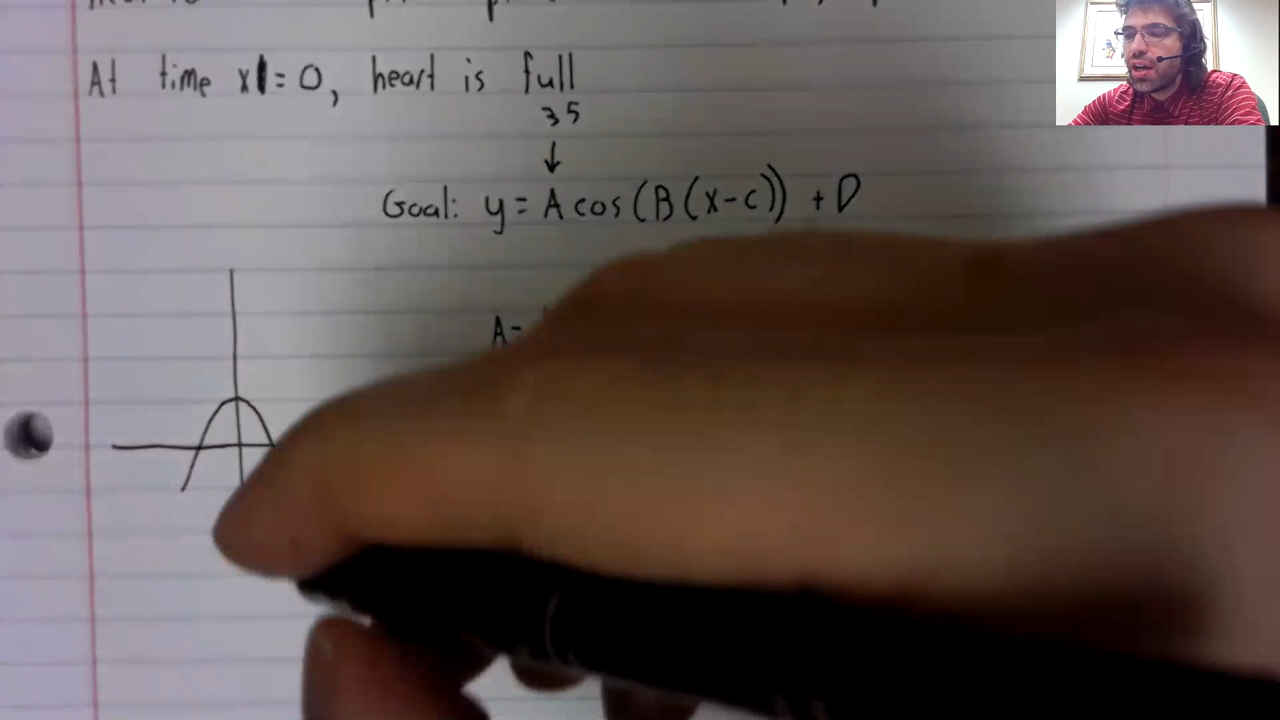 At time x = 0, heart is full
35
↓
Goal: y = A cos(B(x-c)) + D
A =